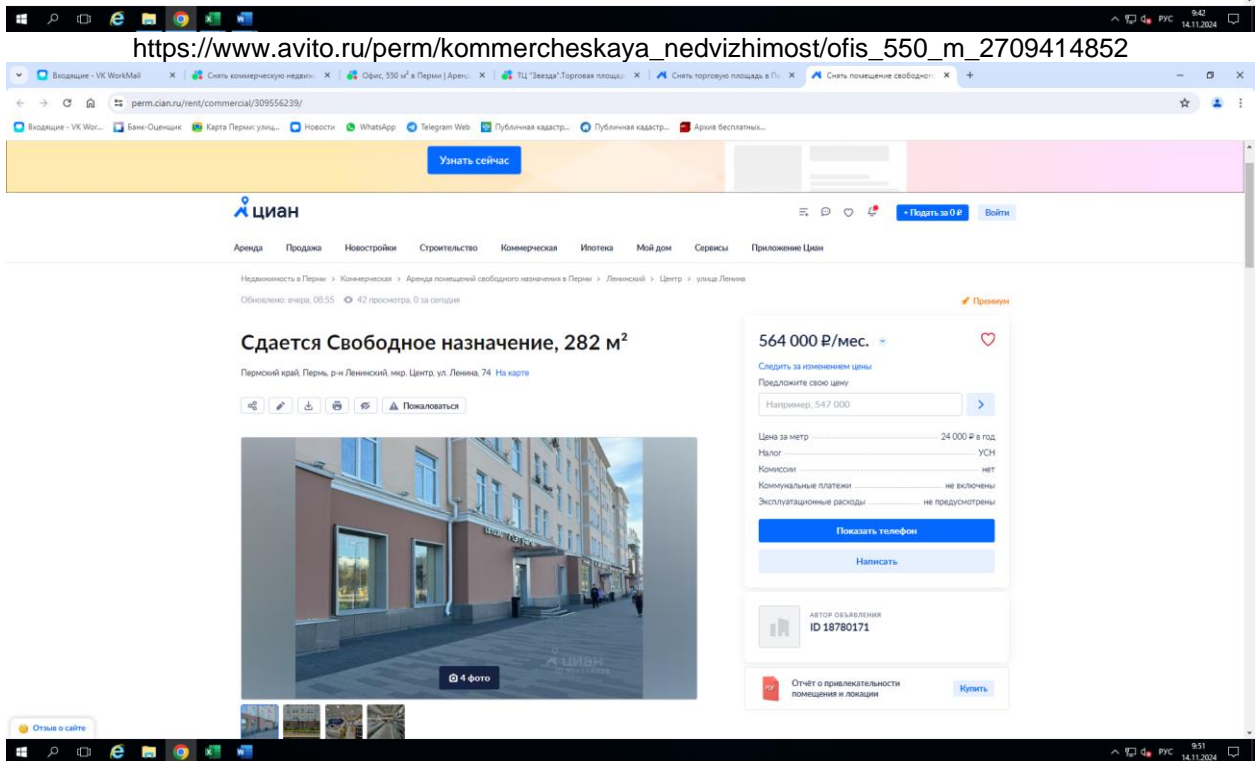 РУС 9:42 14.11.2024
https://www.avito.ru/perm/kommercheskaya_nedvizhimost/ofis_550_m_2709414852
Входящие - VK WorkMail
Снять коммерческую недвиж
Офис, 550 м² в Перми | Аренд
ТЦ "Звезда".Торговая площад
Снять торговую площадь в Пе
Снять помещение свободного
perm.cian.ru/rent/commercial/309556239/
Входящие - VK Wor...
Банк-Оценщик
Карта Перми: улиц...
Новости
WhatsApp
Telegram Web
Публичная кадастр...
Публичная кадастр...
Архив бесплатных...
Узнать сейчас
циан
+ Подать за 0 ₽
Войти
Аренда Продажа Новостройки Строительство Коммерческая Ипотека Мой дом Сервисы Приложение Циан
Недвижимость в Перми > Коммерческая > Аренда помещений свободного назначения в Перми > Ленинский > Центр > улица Ленина
Обновлено: вчера, 08:55 42 просмотра, 0 за сегодня
Премиум
Сдается Свободное назначение, 282 м²
Пермский край, Пермь, р-н Ленинский, мкр. Центр, ул. Ленина, 74 На карте
Пожаловаться
564 000 ₽/мес.
Следить за изменением цены
Предложите свою цену
Например, 547 000
Цена за метр 24 000 ₽ в год
Налог УСН
Комиссии нет
Коммунальные платежи не включены
Эксплуатационные расходы не предусмотрены
Показать телефон
Написать
АВТОР ОБЪЯВЛЕНИЯ
ID 18780171
Отчёт о привлекательности
помещения и локации
Купить
циан
4 фото
Отзыв о сайте
РУС 9:51 14.11.2024